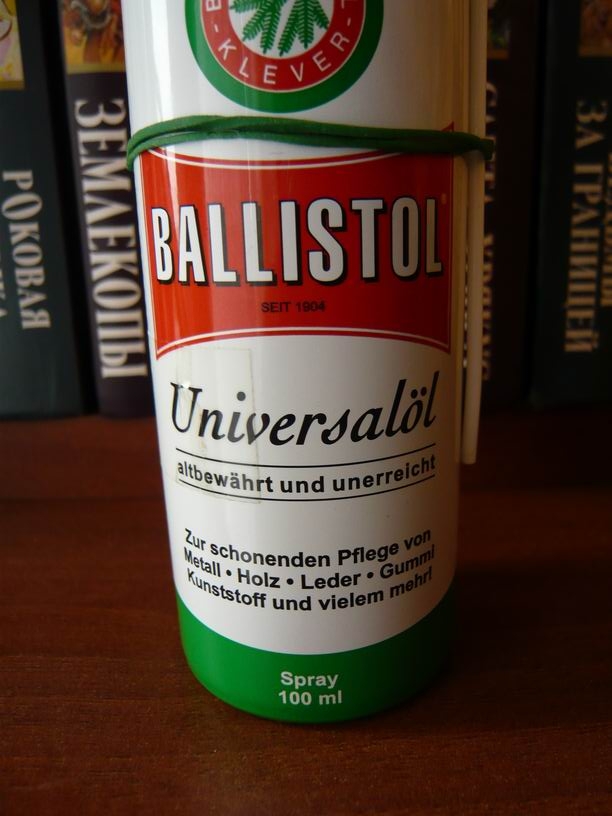 KLEVER
BALLISTOL
SEIT 1904
Universalöl
altbewährt und unerreicht
Zur schonenden Pflege von
Metall • Holz • Leder • Gummi
Kunststoff und vielem mehr!
Spray
100 ml
РОКОВАЯ
ЗЕМЛЕКОПЫ
ЗА ГРАНИЦЕЙ